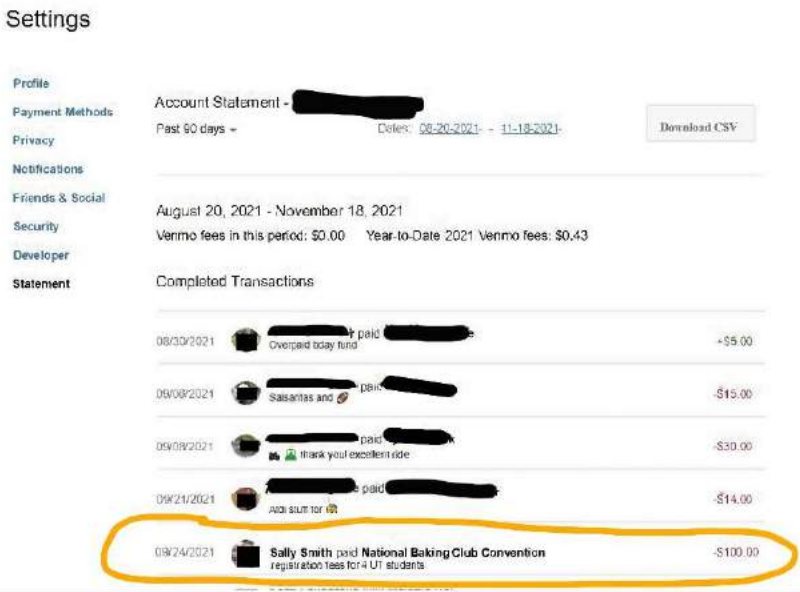 Settings
Profile
Payment Methods
Privacy
Notifications
Friends & Social
Security
Developer
Statement
Account Statement -
Past 90 days
Dates: 08-20-2021 - 11-18-2021
Download CSV
August 20, 2021 - November 18, 2021
Venmo fees in this period: $0.00 Year-to-Date 2021 Venmo fees: $0.43
Completed Transactions
08/30/2021 paid +$5.00
Overpaid bday fund
09/06/2021 paid -$15.00
Salsaritas and 🏈
09/08/2021 paid -$30.00
thank you! excellent ride
09/21/2021 paid -$14.00
Aldi stuff for
09/24/2021 Sally Smith paid National Baking Club Convention -$100.00
registration fees for 4 UT students